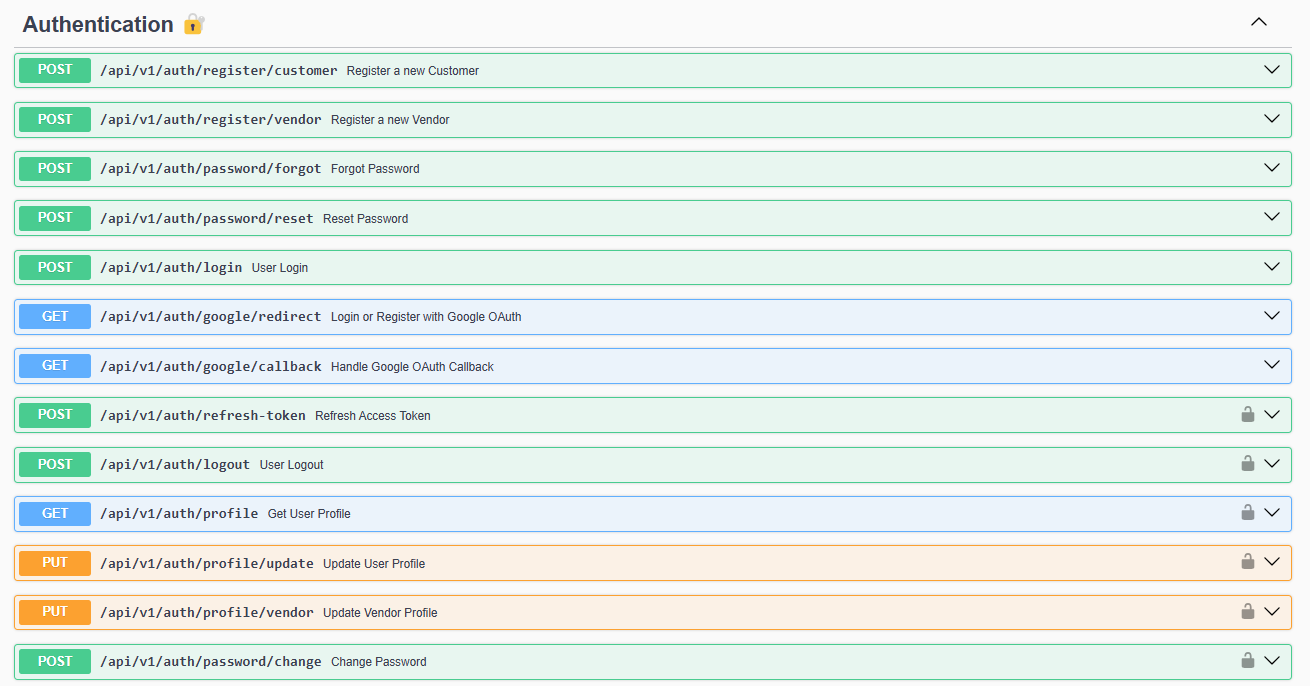 Authentication 🔐
POST /api/v1/auth/register/customer Register a new Customer
POST /api/v1/auth/register/vendor Register a new Vendor
POST /api/v1/auth/password/forgot Forgot Password
POST /api/v1/auth/password/reset Reset Password
POST /api/v1/auth/login User Login
GET /api/v1/auth/google/redirect Login or Register with Google OAuth
GET /api/v1/auth/google/callback Handle Google OAuth Callback
POST /api/v1/auth/refresh-token Refresh Access Token
POST /api/v1/auth/logout User Logout
GET /api/v1/auth/profile Get User Profile
PUT /api/v1/auth/profile/update Update User Profile
PUT /api/v1/auth/profile/vendor Update Vendor Profile
POST /api/v1/auth/password/change Change Password